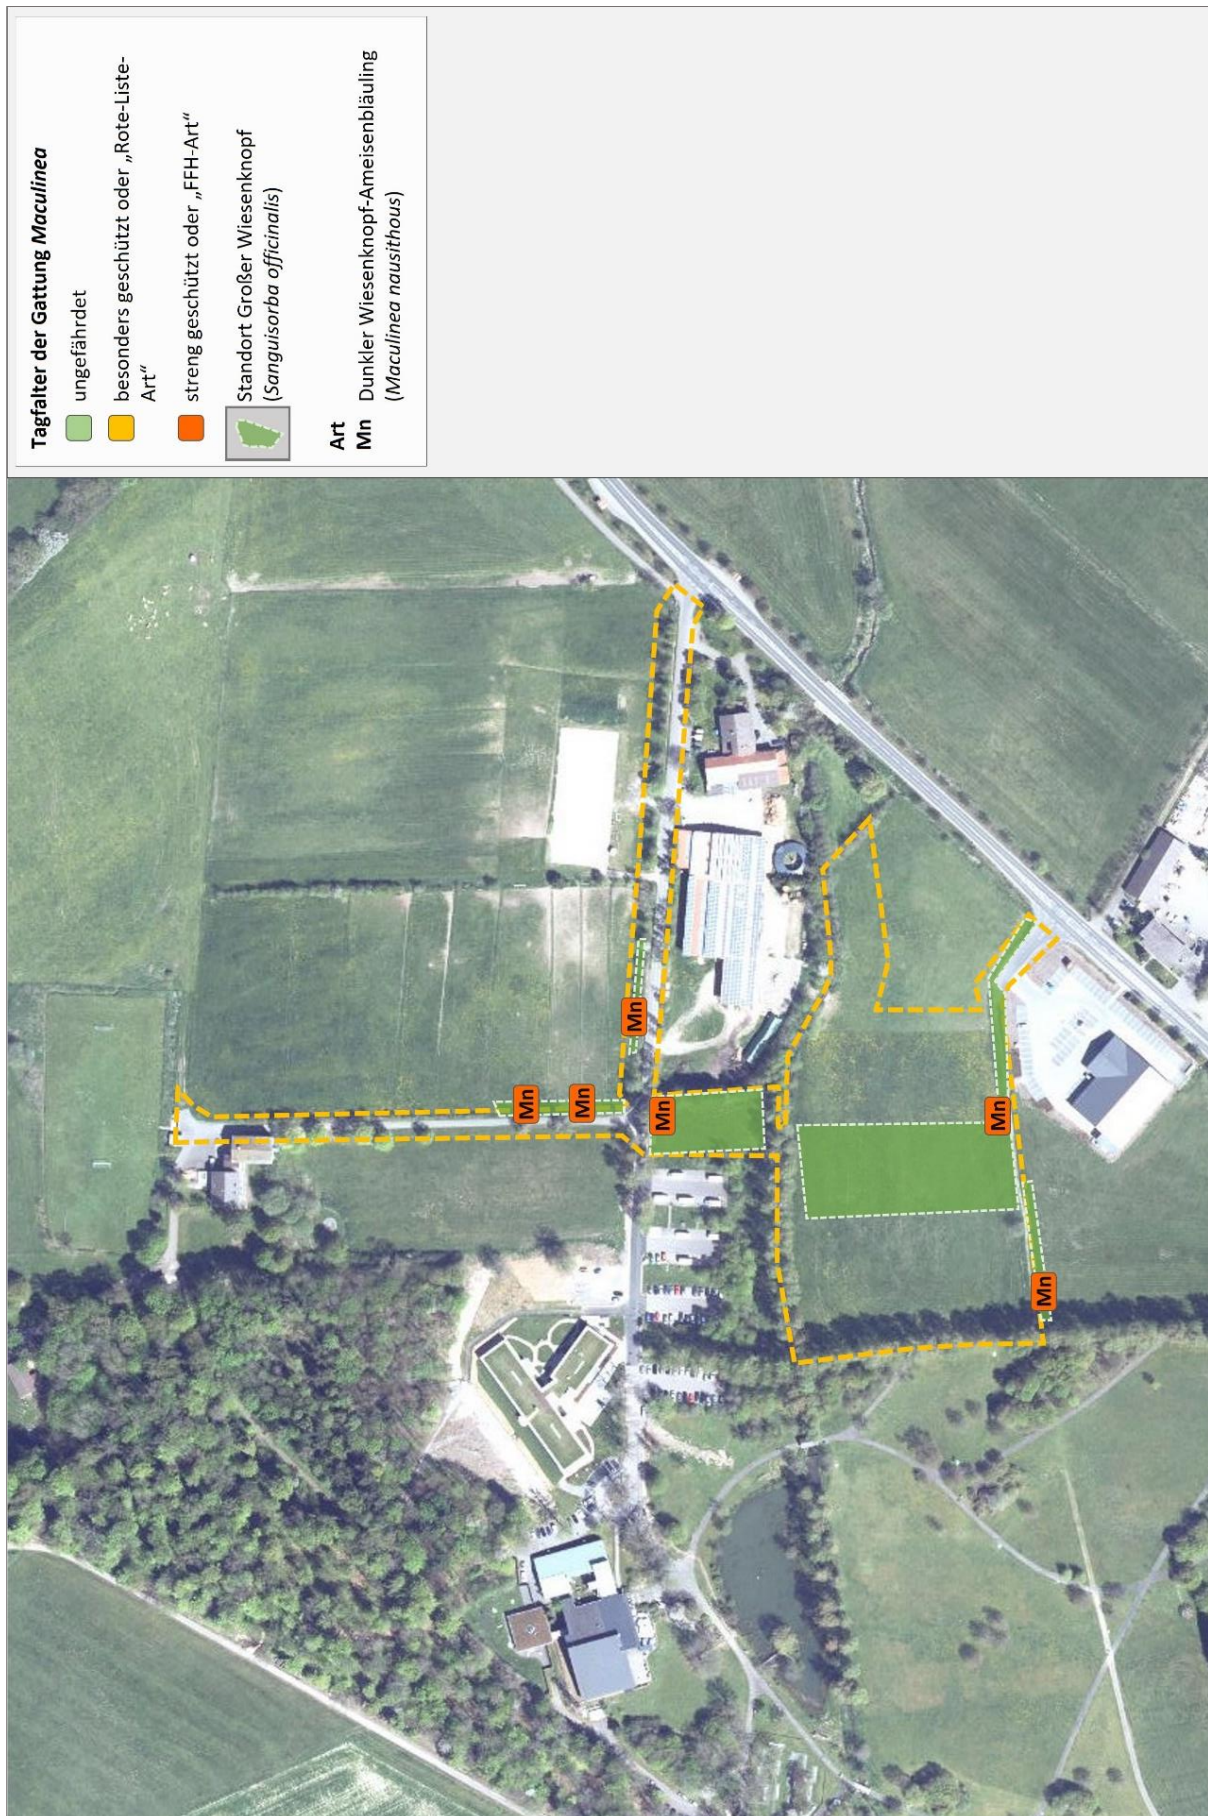 Tagfalter der Gattung Maculinea
ungefährdet
besonders geschützt oder „Rote-Liste-
Art“
streng geschützt oder „FFH-Art“
Standort Großer Wiesenknopf
(Sanguisorba officinalis)
Art
Mn Dunkler Wiesenknopf-Ameisenbläuling
(Maculinea nausithous)
Mn
Mn
Mn
Mn
Mn
Mn